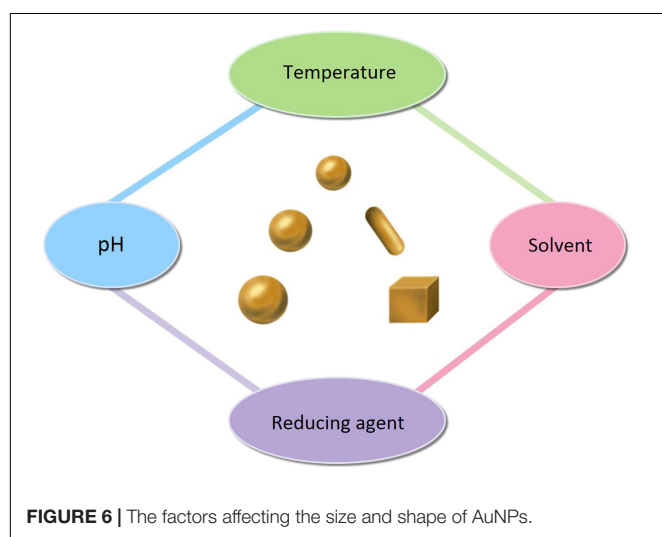 Temperature
pH
Solvent
Reducing agent
FIGURE 6 | The factors affecting the size and shape of AuNPs.